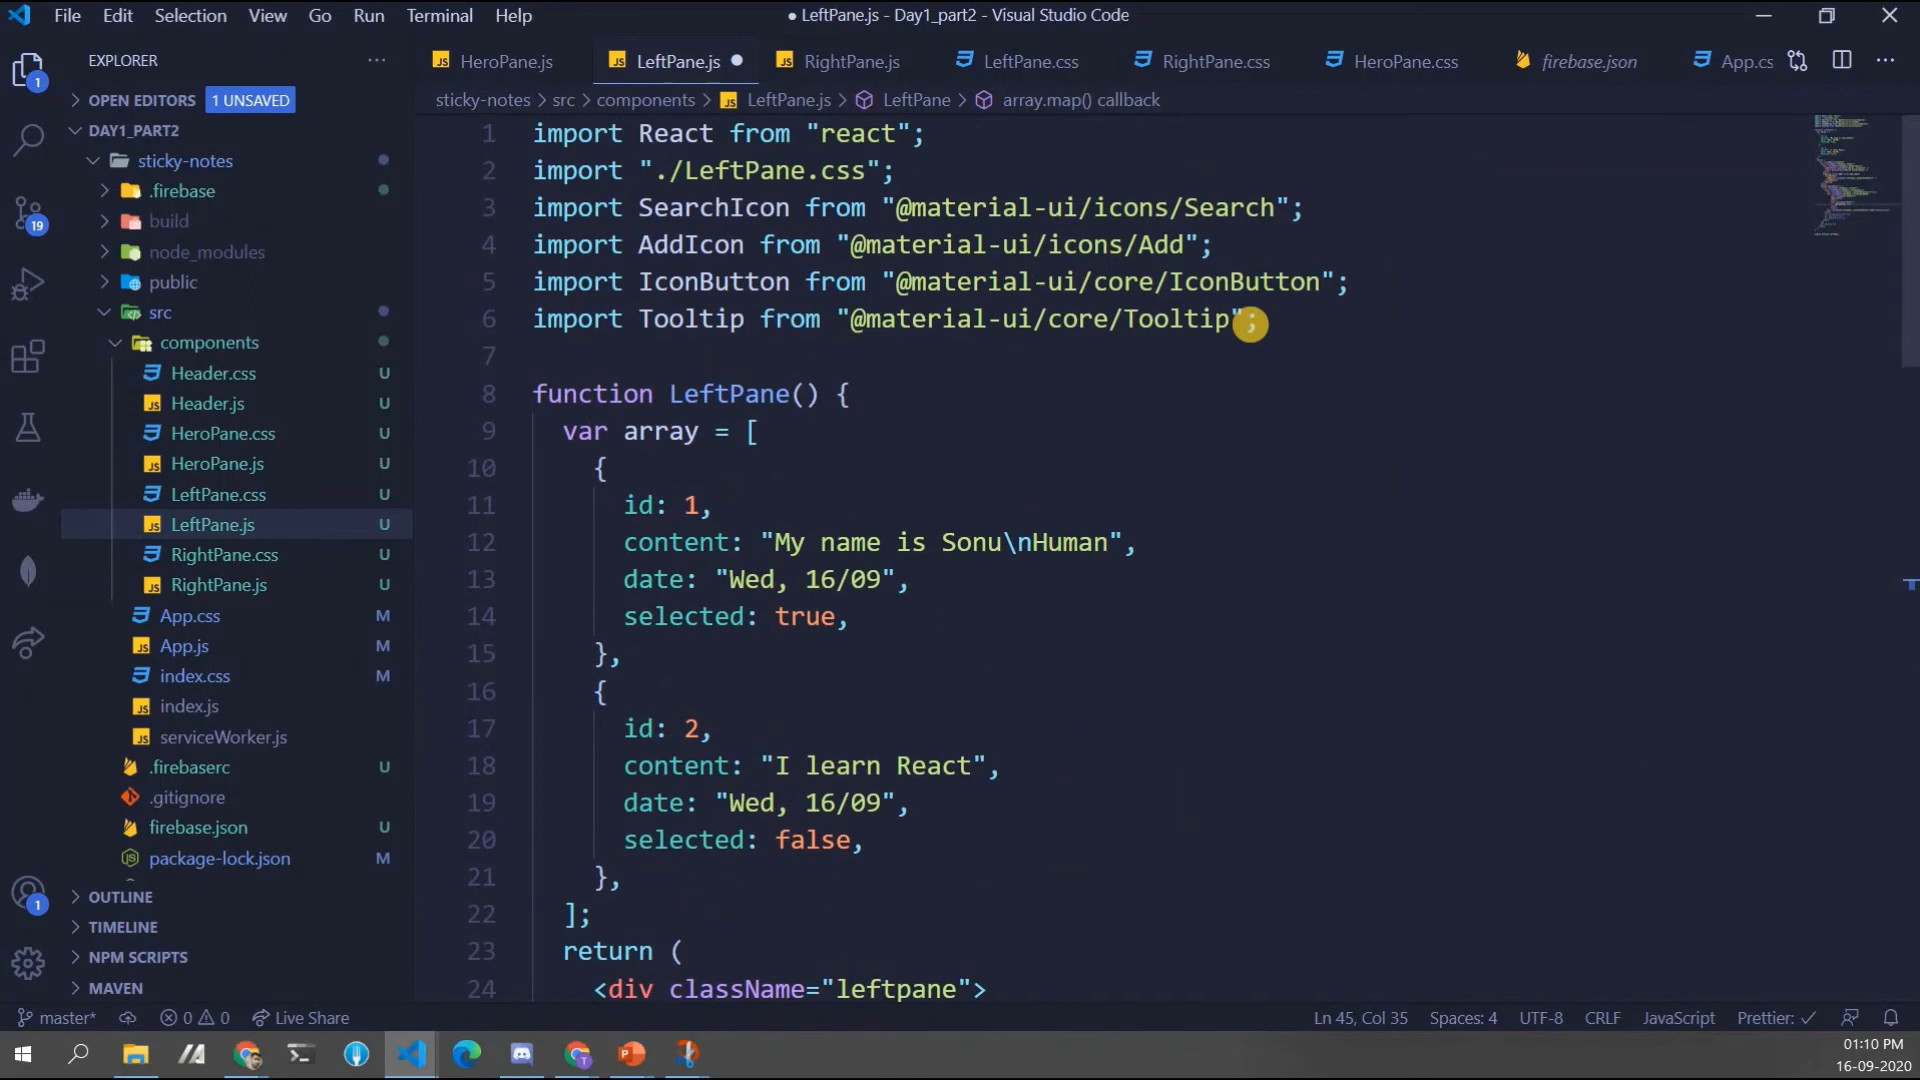 File Edit Selection View Go Run Terminal Help
● LeftPane.js - Day1_part2 - Visual Studio Code
EXPLORER
OPEN EDITORS 1 UNSAVED
DAY1_PART2
sticky-notes
.firebase
build
node_modules
public
src
components
Header.css U
Header.js U
HeroPane.css U
HeroPane.js U
LeftPane.css U
LeftPane.js U
RightPane.css U
RightPane.js U
App.css M
App.js M
index.css M
index.js
serviceWorker.js
.firebaserc U
.gitignore
firebase.json U
package-lock.json M
OUTLINE
TIMELINE
NPM SCRIPTS
MAVEN
1
19
1
HeroPane.js LeftPane.js ● RightPane.js LeftPane.css RightPane.css HeroPane.css firebase.json App.cs
sticky-notes > src > components > LeftPane.js > LeftPane > array.map() callback
1 import React from "react";
2 import "./LeftPane.css";
3 import SearchIcon from "@material-ui/icons/Search";
4 import AddIcon from "@material-ui/icons/Add";
5 import IconButton from "@material-ui/core/IconButton";
6 import Tooltip from "@material-ui/core/Tooltip";
7
8 function LeftPane() {
9 var array = [
10 {
11 id: 1,
12 content: "My name is Sonu\nHuman",
13 date: "Wed, 16/09",
14 selected: true,
15 },
16 {
17 id: 2,
18 content: "I learn React",
19 date: "Wed, 16/09",
20 selected: false,
21 },
22 ];
23 return (
24 <div className="leftpane">
master* 0 0 Live Share Ln 45, Col 35 Spaces: 4 UTF-8 CRLF JavaScript Prettier: ✓
01:10 PM
16-09-2020